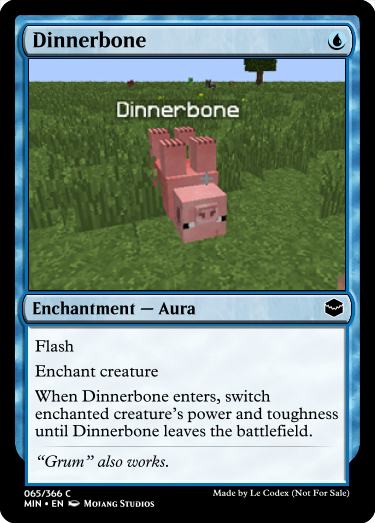 Dinnerbone
Dinnerbone
Enchantment — Aura
Flash
Enchant creature
When Dinnerbone enters, switch
enchanted creature's power and toughness
until Dinnerbone leaves the battlefield.
“Grum” also works.
065/366 C
MIN • EN Mojang Studios
Made by Le Codex (Not For Sale)